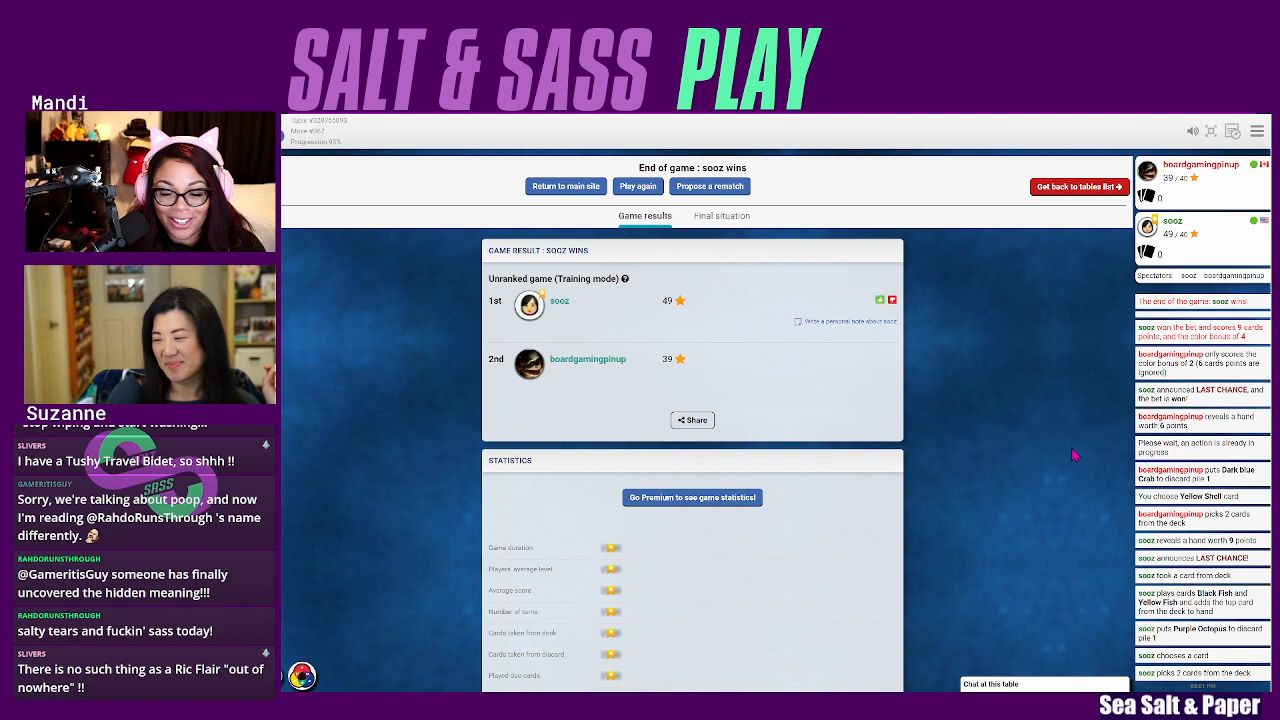 SALT & SASS PLAY
Mandi
Table #328765093
Move #367
Progression 93%
End of game : sooz wins
Return to main site
Play again
Propose a rematch
Get back to tables list
Game results
Final situation
GAME RESULT : SOOZ WINS
Unranked game (Training mode)
1st
sooz
49
Write a personal note about sooz
2nd
boardgamingpinup
39
Share
STATISTICS
Go Premium to see game statistics!
Game duration
Players' average level
Average score
Number of turns
Cards taken from deck
Cards taken from discard
Played duo cards
boardgamingpinup
39 / 40
0
sooz
49 / 40
0
Spectators: sooz boardgamingpinup
The end of the game: sooz wins!
sooz won the bet and scores 9 cards
points, and the color bonus of 4
boardgamingpinup only scores the
color bonus of 2 (6 cards points are
ignored)
sooz announced LAST CHANCE, and
the bet is won!
boardgamingpinup reveals a hand
worth 6 points
Please wait, an action is already in
progress
boardgamingpinup puts Dark blue
Crab to discard pile 1
You choose Yellow Shell card
boardgamingpinup picks 2 cards
from the deck
sooz reveals a hand worth 9 points
sooz announces LAST CHANCE!
sooz took a card from deck
sooz plays cards Black Fish and
Yellow Fish and adds the top card
from the deck to hand
sooz puts Purple Octopus to discard
pile 1
sooz chooses a card
sooz picks 2 cards from the deck
Chat at this table
Suzanne
stop wiping and start washing...
SLIVERS
I have a Tushy Travel Bidet, so shhh !!
GAMERITISGUY
Sorry, we're talking about poop, and now
I'm reading @RahdoRunsThrough 's name
differently.
RAHDORUNSTHROUGH
@GameritisGuy someone has finally
uncovered the hidden meaning!!!
RAHDORUNSTHROUGH
salty tears and fuckin' sass today!
SLIVERS
There is no such thing as a Ric Flair "out of
nowhere" !!
SASS
Sea Salt & Paper